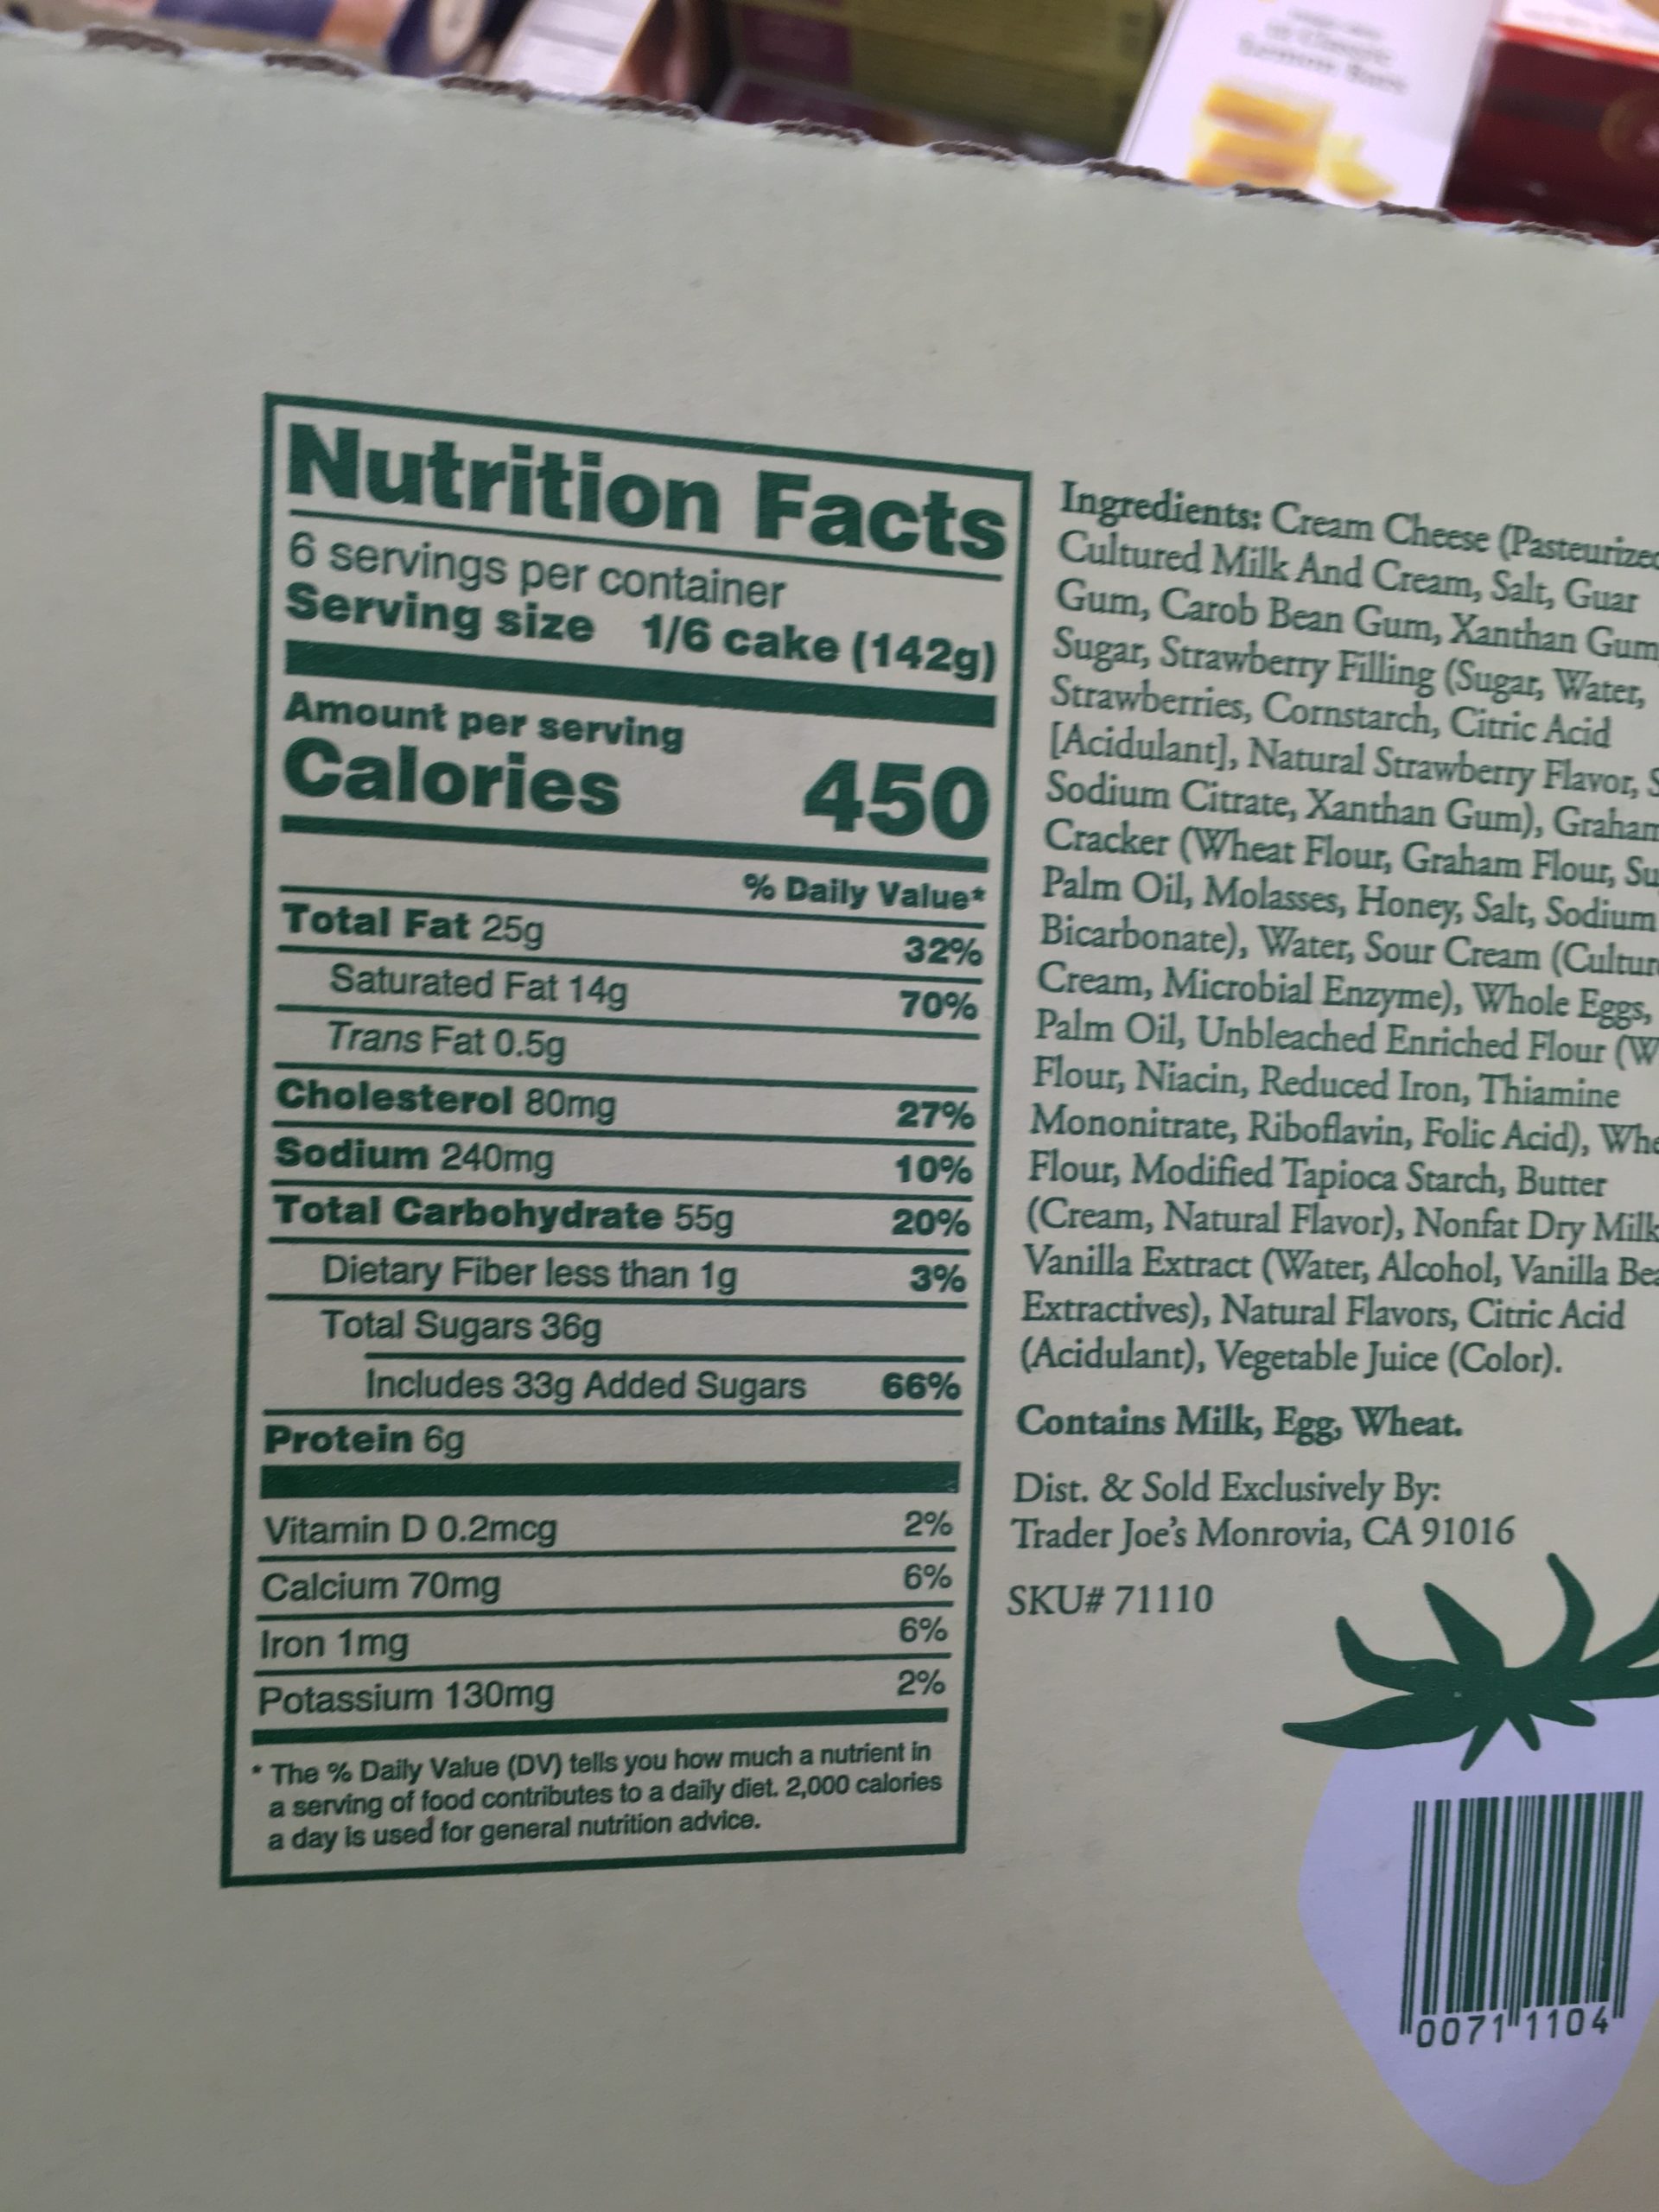 Nutrition Facts
6 servings per container
Serving size 1/6 cake (142g)
Amount per serving
Calories 450
% Daily Value*
Total Fat 25g 32%
Saturated Fat 14g 70%
Trans Fat 0.5g
Cholesterol 80mg 27%
Sodium 240mg 10%
Total Carbohydrate 55g 20%
Dietary Fiber less than 1g 3%
Total Sugars 36g
Includes 33g Added Sugars 66%
Protein 6g
Vitamin D 0.2mcg 2%
Calcium 70mg 6%
Iron 1mg 6%
Potassium 130mg 2%
* The % Daily Value (DV) tells you how much a nutrient in
a serving of food contributes to a daily diet. 2,000 calories
a day is used for general nutrition advice.
Ingredients: Cream Cheese (Pasteurized
Cultured Milk And Cream, Salt, Guar
Gum, Carob Bean Gum, Xanthan Gum
Sugar, Strawberry Filling (Sugar, Water,
Strawberries, Cornstarch, Citric Acid
[Acidulant], Natural Strawberry Flavor,
Sodium Citrate, Xanthan Gum), Graham
Cracker (Wheat Flour, Graham Flour,
Palm Oil, Molasses, Honey, Salt, Sodium
Bicarbonate), Water, Sour Cream
Cream, Microbial Enzyme), Whole Eggs,
Palm Oil, Unbleached Enriched Flour
Flour, Niacin, Reduced Iron, Thiamine
Mononitrate, Riboflavin, Folic Acid),
Flour, Modified Tapioca Starch, Butter
(Cream, Natural Flavor), Nonfat Dry Milk
Vanilla Extract (Water, Alcohol, Vanilla
Extractives), Natural Flavors, Citric Acid
(Acidulant), Vegetable Juice (Color).
Contains Milk, Egg, Wheat.
Dist. & Sold Exclusively By:
Trader Joe's Monrovia, CA 91016
SKU# 71110
0071 1104